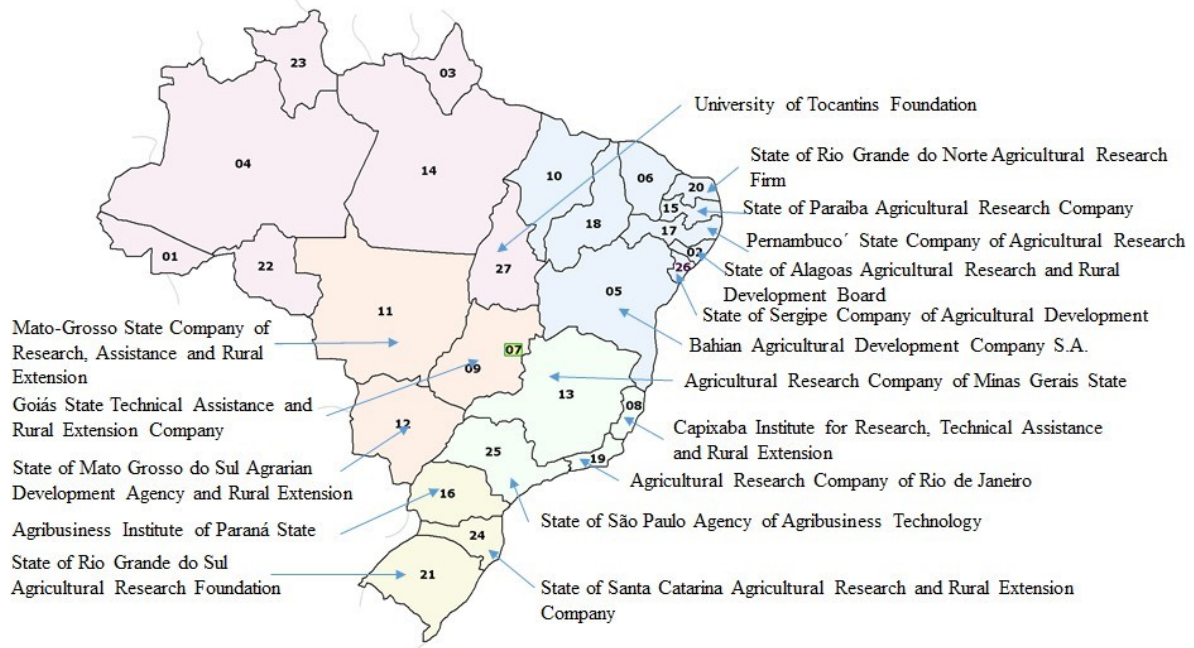 23
03
University of Tocantins Foundation
04
14
10
06
State of Rio Grande do Norte Agricultural Research
Firm
20
15
State of Paraiba Agricultural Research Company
18
17
Pernambuco´ State Company of Agricultural Research
01
22
27
02
26
State of Alagoas Agricultural Research and Rural
Development Board
05
11
State of Sergipe Company of Agricultural Development
Mato-Grosso State Company of
Research, Assistance and Rural
Extension
07
Bahian Agricultural Development Company S.A.
09
Agricultural Research Company of Minas Gerais State
13
08
Goiás State Technical Assistance and
Rural Extension Company
12
Capixaba Institute for Research, Technical Assistance
and Rural Extension
25
19
State of Mato Grosso do Sul Agrarian
Development Agency and Rural Extension
Agricultural Research Company of Rio de Janeiro
16
Agribusiness Institute of Paraná State
State of São Paulo Agency of Agribusiness Technology
24
State of Rio Grande do Sul
Agricultural Research Foundation
21
State of Santa Catarina Agricultural Research and Rural Extension
Company